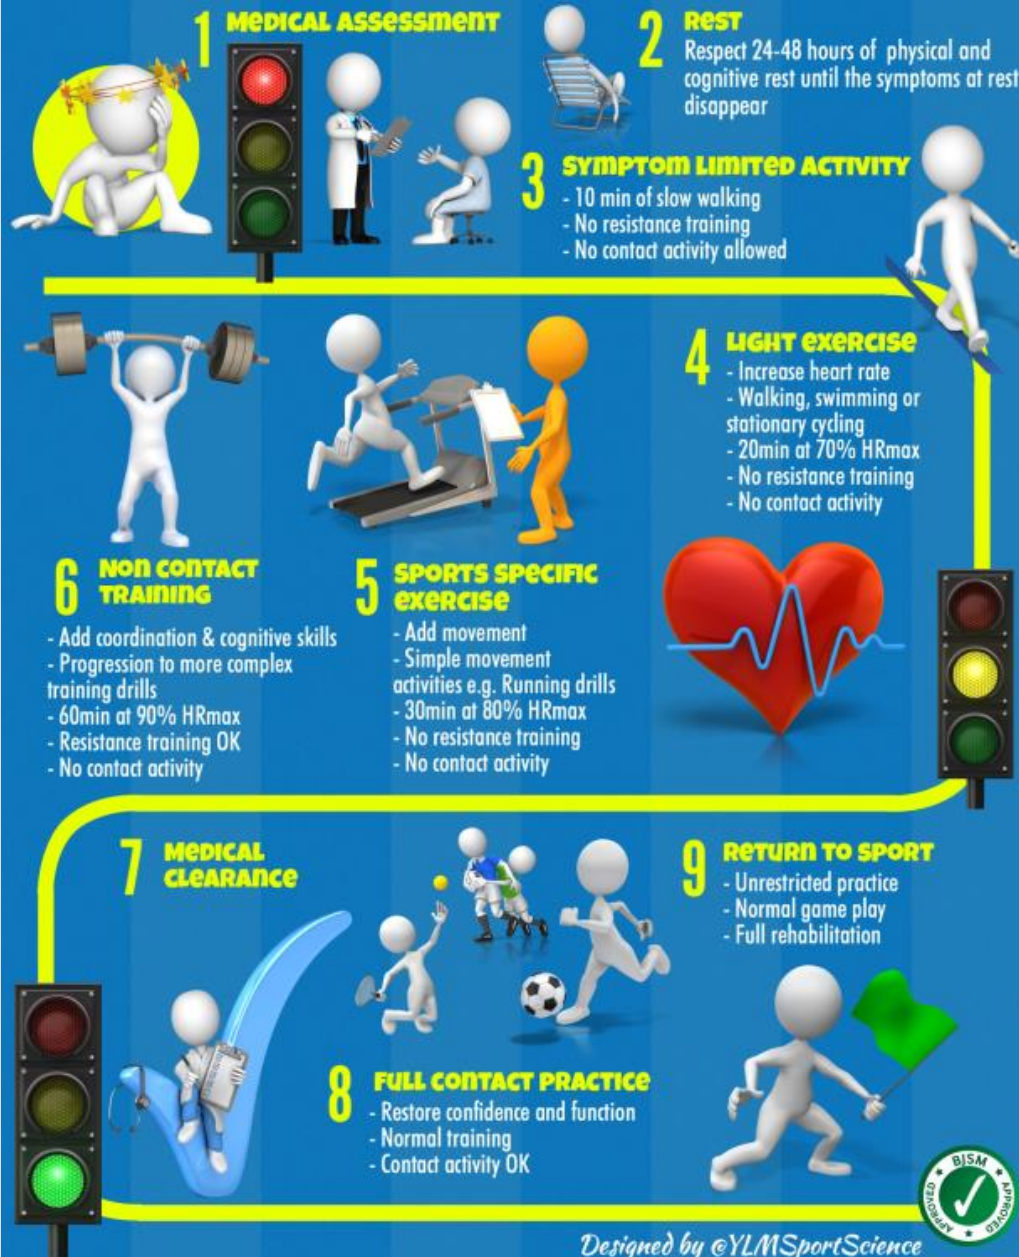 1 MEDICAL ASSESSMENT
2 REST
Respect 24-48 hours of physical and
cognitive rest until the symptoms at rest
disappear
3 SYMPTOM LIMITED ACTIVITY
- 10 min of slow walking
- No resistance training
- No contact activity allowed
4 LIGHT EXERCISE
- Increase heart rate
- Walking, swimming or
stationary cycling
- 20min at 70% HRmax
- No resistance training
- No contact activity
5 SPORTS SPECIFIC
EXERCISE
- Add movement
- Simple movement
activities e.g. Running drills
- 30min at 80% HRmax
- No resistance training
- No contact activity
6 NON CONTACT
TRAINING
- Add coordination & cognitive skills
- Progression to more complex
training drills
- 60min at 90% HRmax
- Resistance training OK
- No contact activity
7 MEDICAL
CLEARANCE
8 FULL CONTACT PRACTICE
- Restore confidence and function
- Normal training
- Contact activity OK
9 RETURN TO SPORT
- Unrestricted practice
- Normal game play
- Full rehabilitation
BJSM
APPROVED
APPROVED
APPROVED
Designed by @YLMSportScience